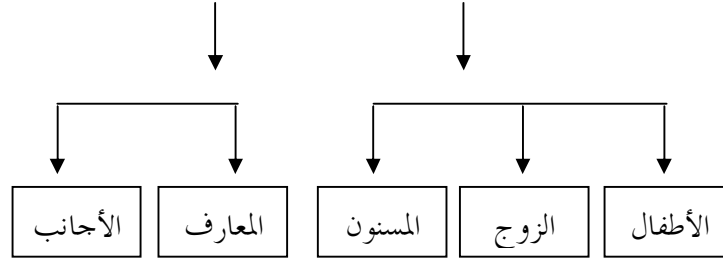 الأطفال
الزوج
المسنون
المعارف
الأجانب